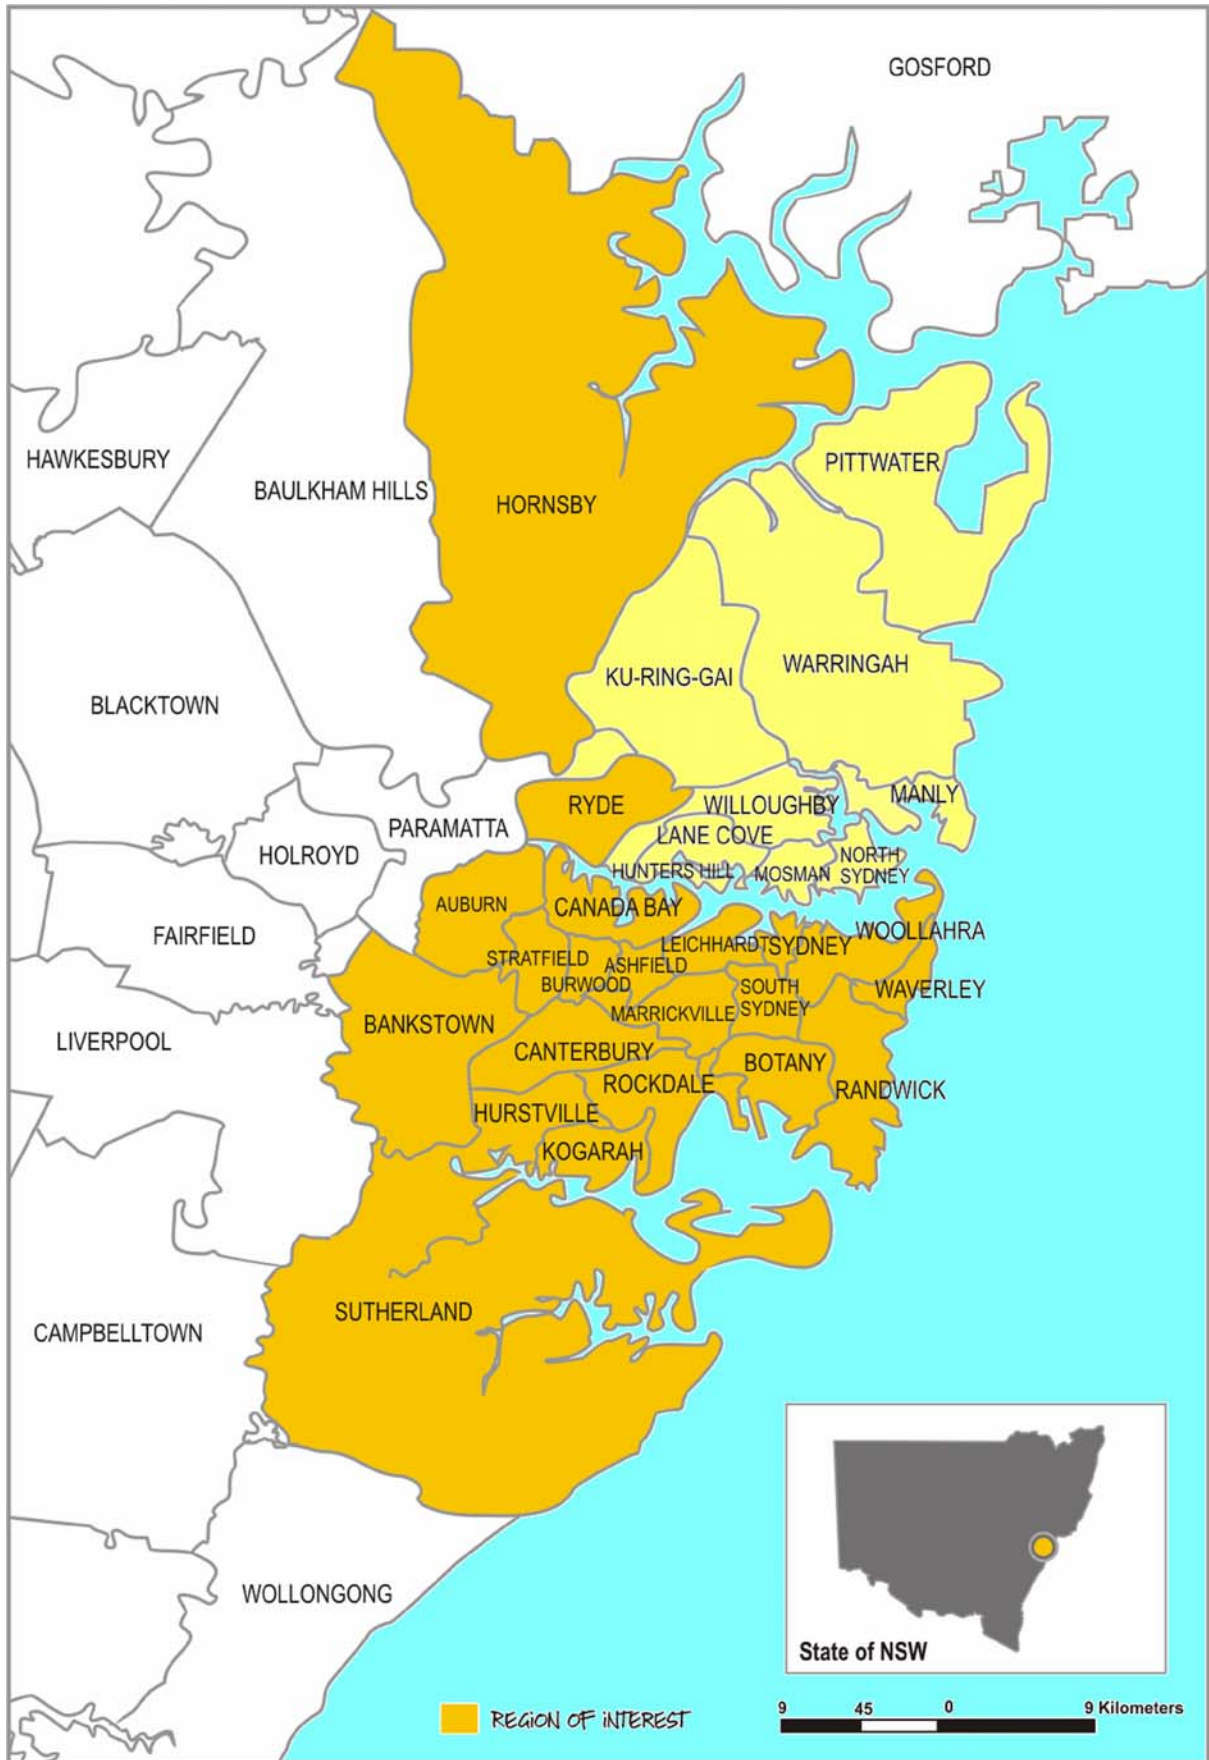 GOSFORD
HAWKESBURY
BAULKHAM HILLS
HORNSBY
PITTWATER
BLACKTOWN
KU-RING-GAI
WARRINGAH
PARAMATTA
HOLROYD
RYDE
WILLOUGHBY
MANLY
LANE COVE
HUNTERS HILL
MOSMAN
NORTH
SYDNEY
FAIRFIELD
AUBURN
CANADA BAY
LEICHHARDT
SYDNEY
WOOLLAHRA
STRATFIELD
BURWOOD
ASHFIELD
SOUTH
SYDNEY
WAVERLEY
LIVERPOOL
BANKSTOWN
MARRICKVILLE
CANTERBURY
ROCKDALE
BOTANY
RANDWICK
HURSTVILLE
KOGARAH
CAMPBELLTOWN
SUTHERLAND
WOLLONGONG
State of NSW
REGION OF INTEREST
9 45 0 9 Kilometers